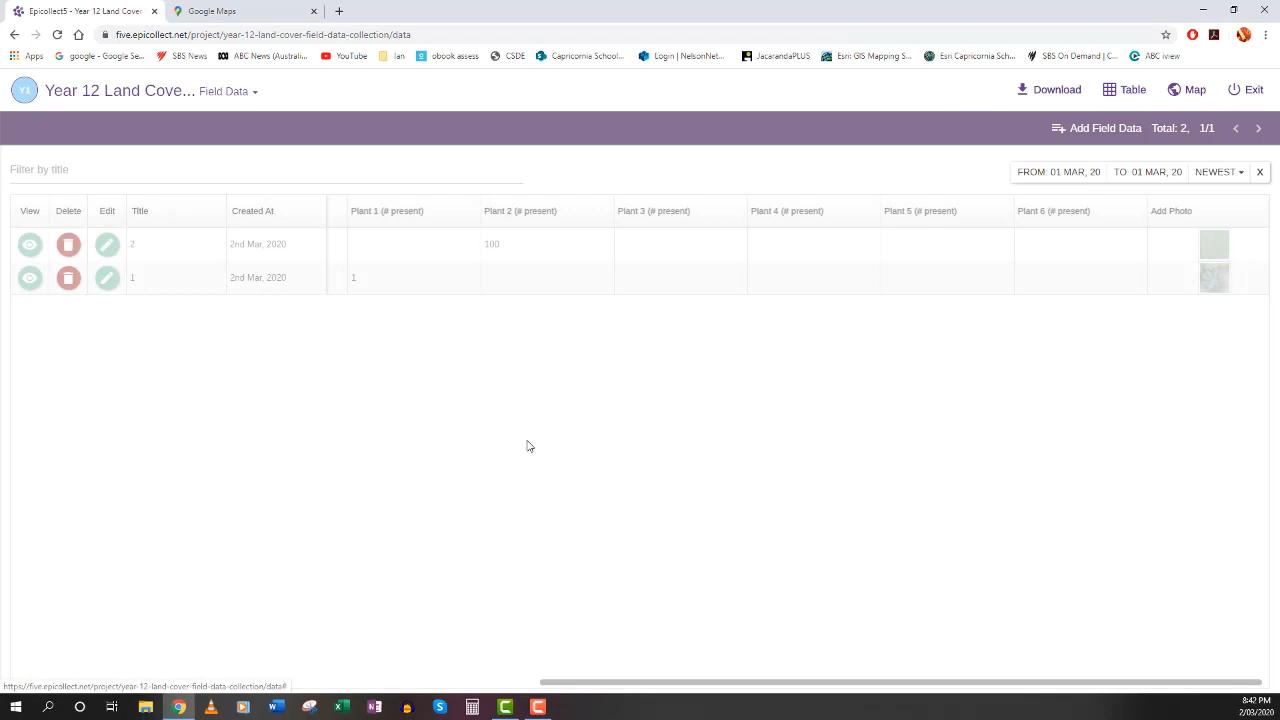 Epicollect5 - Year 12 Land Cove
Google Maps
five.epicollect.net/project/year-12-land-cover-field-data-collection/data
Apps
google - Google Se...
SBS News
ABC News (Australi...
YouTube
Ian
obook assess
CSDE
Capricornia School...
Login | NelsonNet
JacarandaPLUS
Esri: GIS Mapping S...
Esri Capricornia Sch...
SBS On Demand | C...
ABC iview
Y1 Year 12 Land Cove... Field Data
Download Table Map Exit
Add Field Data Total: 2, 1/1
Filter by title
FROM: 01 MAR, 20 TO: 01 MAR, 20 NEWEST X
View Delete Edit Title Created At Plant 1 (# present) Plant 2 (# present) Plant 3 (# present) Plant 4 (# present) Plant 5 (# present) Plant 6 (# present) Add Photo
2 2nd Mar, 2020 100
1 2nd Mar, 2020 1
https://five.epicollect.net/project/year-12-land-cover-field-data-collection/data#
8:42 PM
2/03/2020